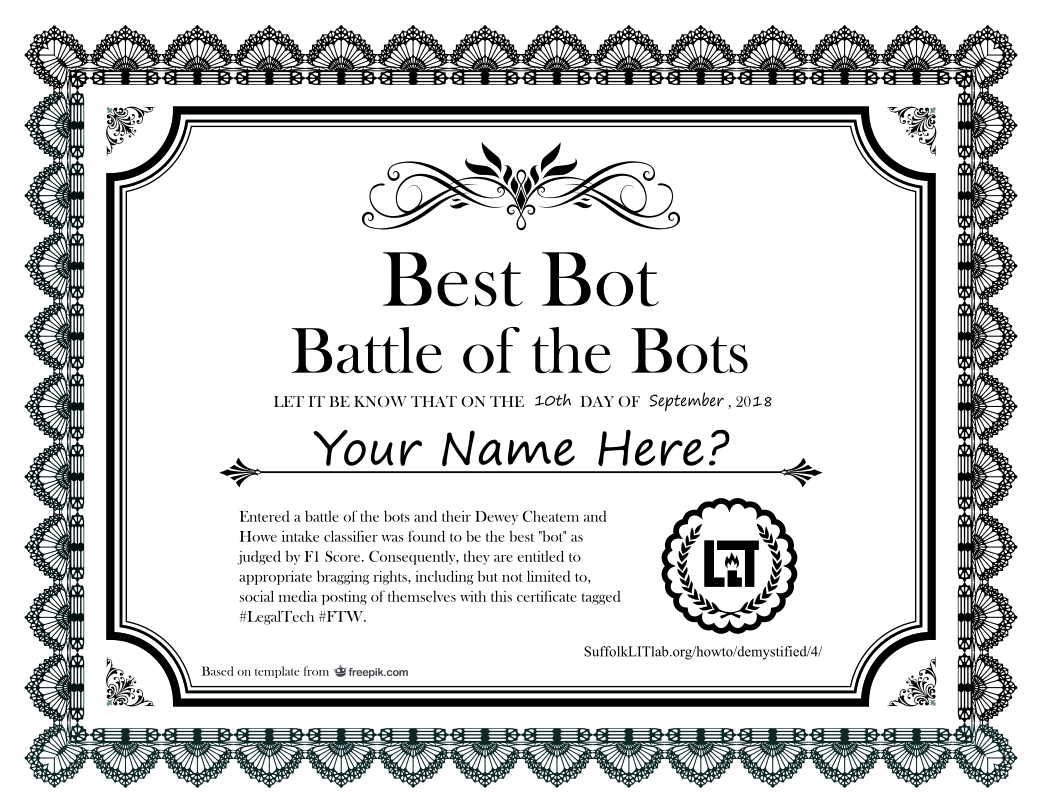 Best Bot
Battle of the Bots
LET IT BE KNOW THAT ON THE 10th DAY OF September , 2018
Your Name Here?
Entered a battle of the bots and their Dewey Cheatem and
Howe intake classifier was found to be the best "bot" as
judged by F1 Score. Consequently, they are entitled to
appropriate bragging rights, including but not limited to,
social media posting of themselves with this certificate tagged
#LegalTech #FTW.
LIT
SuffolkLITlab.org/howto/demystified/4/
Based on template from freepik.com